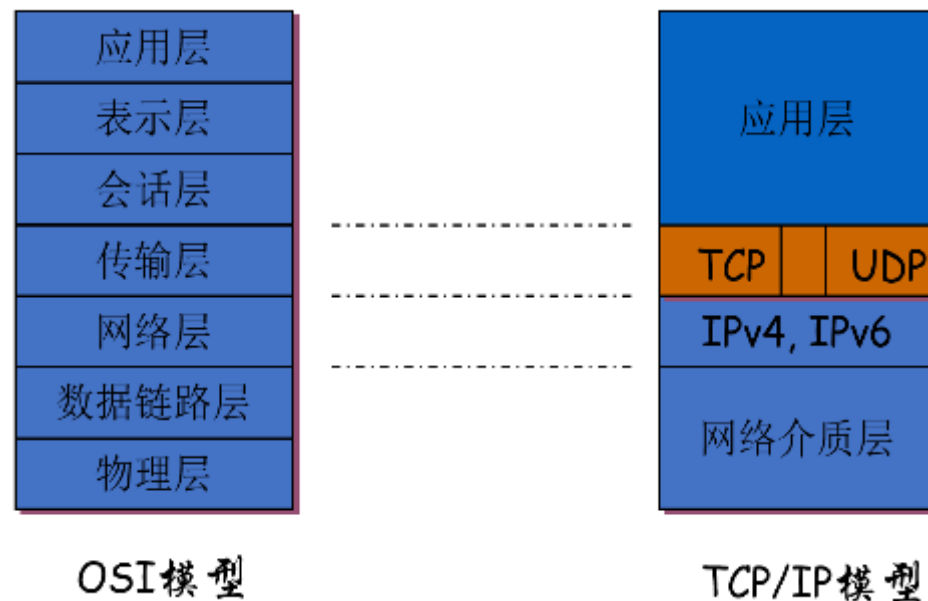 应用层
表示层
会话层
传输层
网络层
数据链路层
物理层
OSI模型
应用层
TCP UDP
IPv4, IPv6
网络介质层
TCP/IP模型